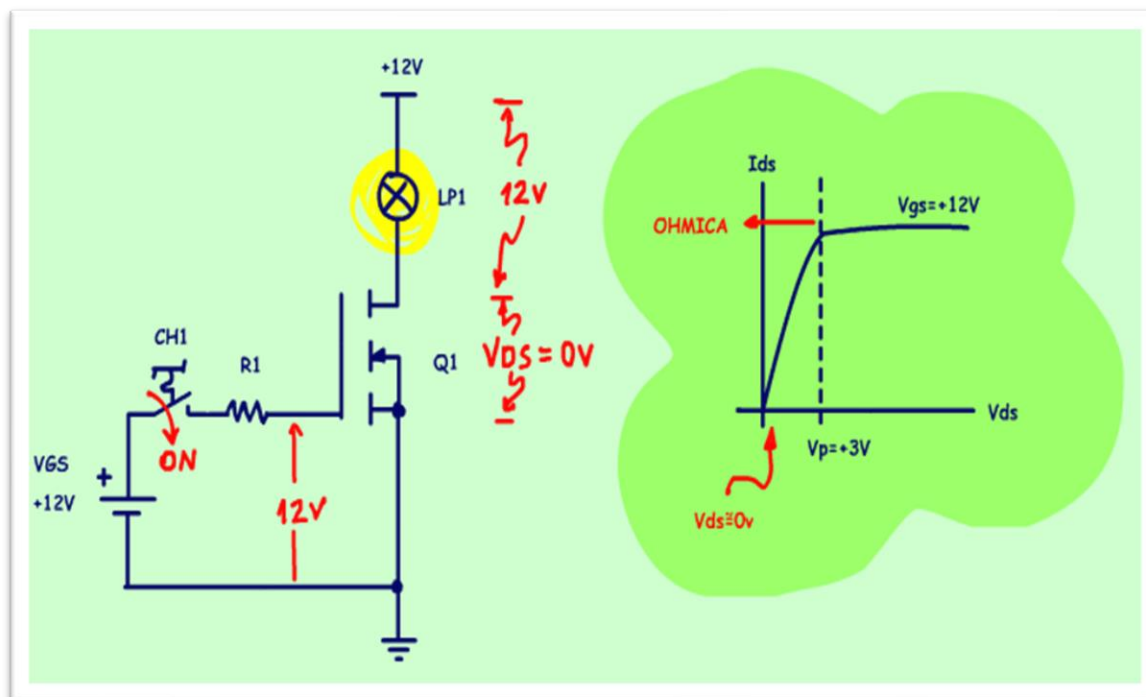 +12V
LP1
12V
CH1
R1
Q1
VDS = 0V
ON
VGS
+
+12V
12V
Ids
OHMICA
Vgs=+12V
Vds
Vp=+3V
Vds≅0v